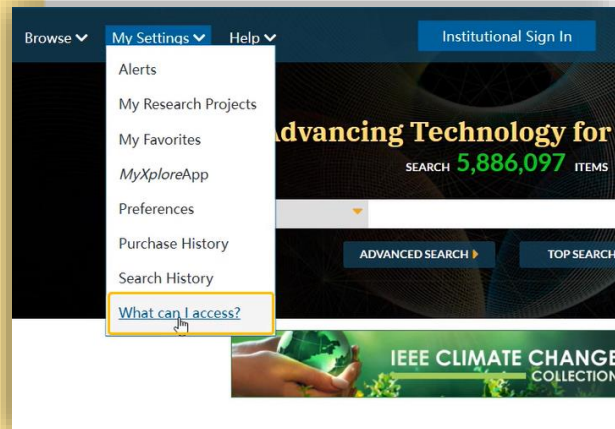 Browse My Settings Help Institutional Sign In
Alerts
My Research Projects
My Favorites
MyXploreApp
Preferences
Purchase History
Search History
What can I access?
Advancing Technology for
SEARCH 5,886,097 ITEMS
ADVANCED SEARCH TOP SEARCH
IEEE CLIMATE CHANGE
COLLECTION